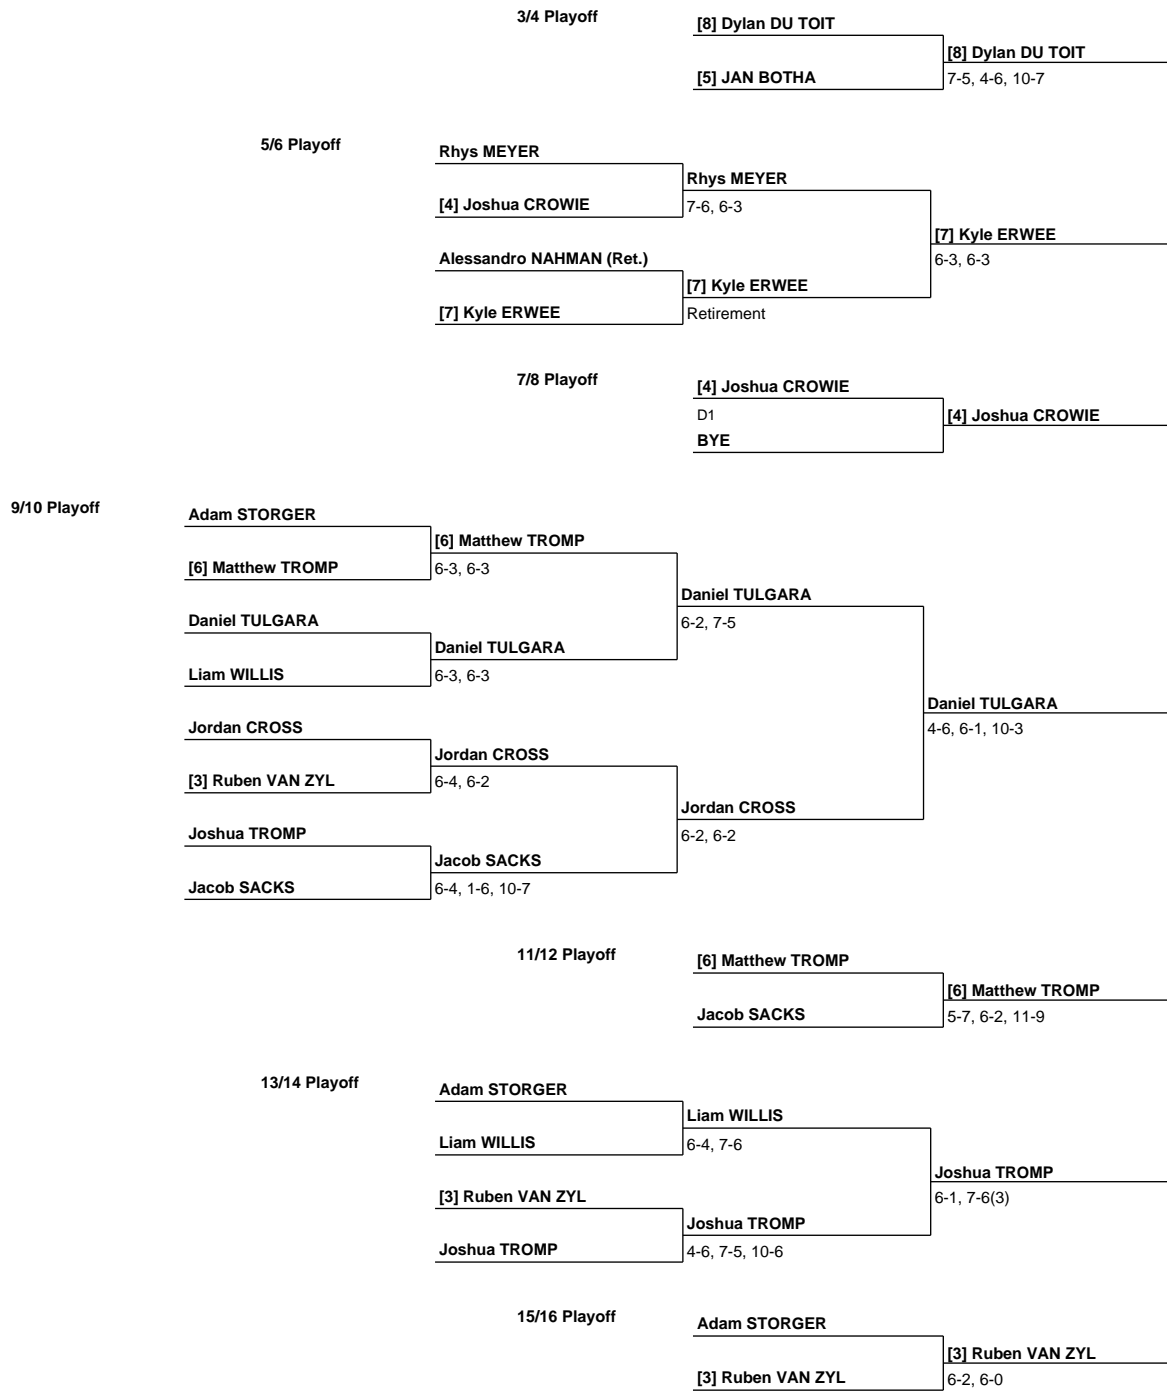 3/4 Playoff
[8] Dylan DU TOIT
[8] Dylan DU TOIT
[5] JAN BOTHA
7-5, 4-6, 10-7
5/6 Playoff
Rhys MEYER
Rhys MEYER
[4] Joshua CROWIE
7-6, 6-3
[7] Kyle ERWEE
Alessandro NAHMAN (Ret.)
6-3, 6-3
[7] Kyle ERWEE
[7] Kyle ERWEE
Retirement
7/8 Playoff
[4] Joshua CROWIE
D1
[4] Joshua CROWIE
BYE
9/10 Playoff
Adam STORGER
[6] Matthew TROMP
[6] Matthew TROMP
6-3, 6-3
Daniel TULGARA
Daniel TULGARA
6-2, 7-5
Daniel TULGARA
Liam WILLIS
6-3, 6-3
Daniel TULGARA
Jordan CROSS
4-6, 6-1, 10-3
Jordan CROSS
[3] Ruben VAN ZYL
6-4, 6-2
Jordan CROSS
Joshua TROMP
6-2, 6-2
Jacob SACKS
Jacob SACKS
6-4, 1-6, 10-7
11/12 Playoff
[6] Matthew TROMP
[6] Matthew TROMP
Jacob SACKS
5-7, 6-2, 11-9
13/14 Playoff
Adam STORGER
Liam WILLIS
Liam WILLIS
6-4, 7-6
Joshua TROMP
[3] Ruben VAN ZYL
6-1, 7-6(3)
Joshua TROMP
Joshua TROMP
4-6, 7-5, 10-6
15/16 Playoff
Adam STORGER
[3] Ruben VAN ZYL
[3] Ruben VAN ZYL
6-2, 6-0